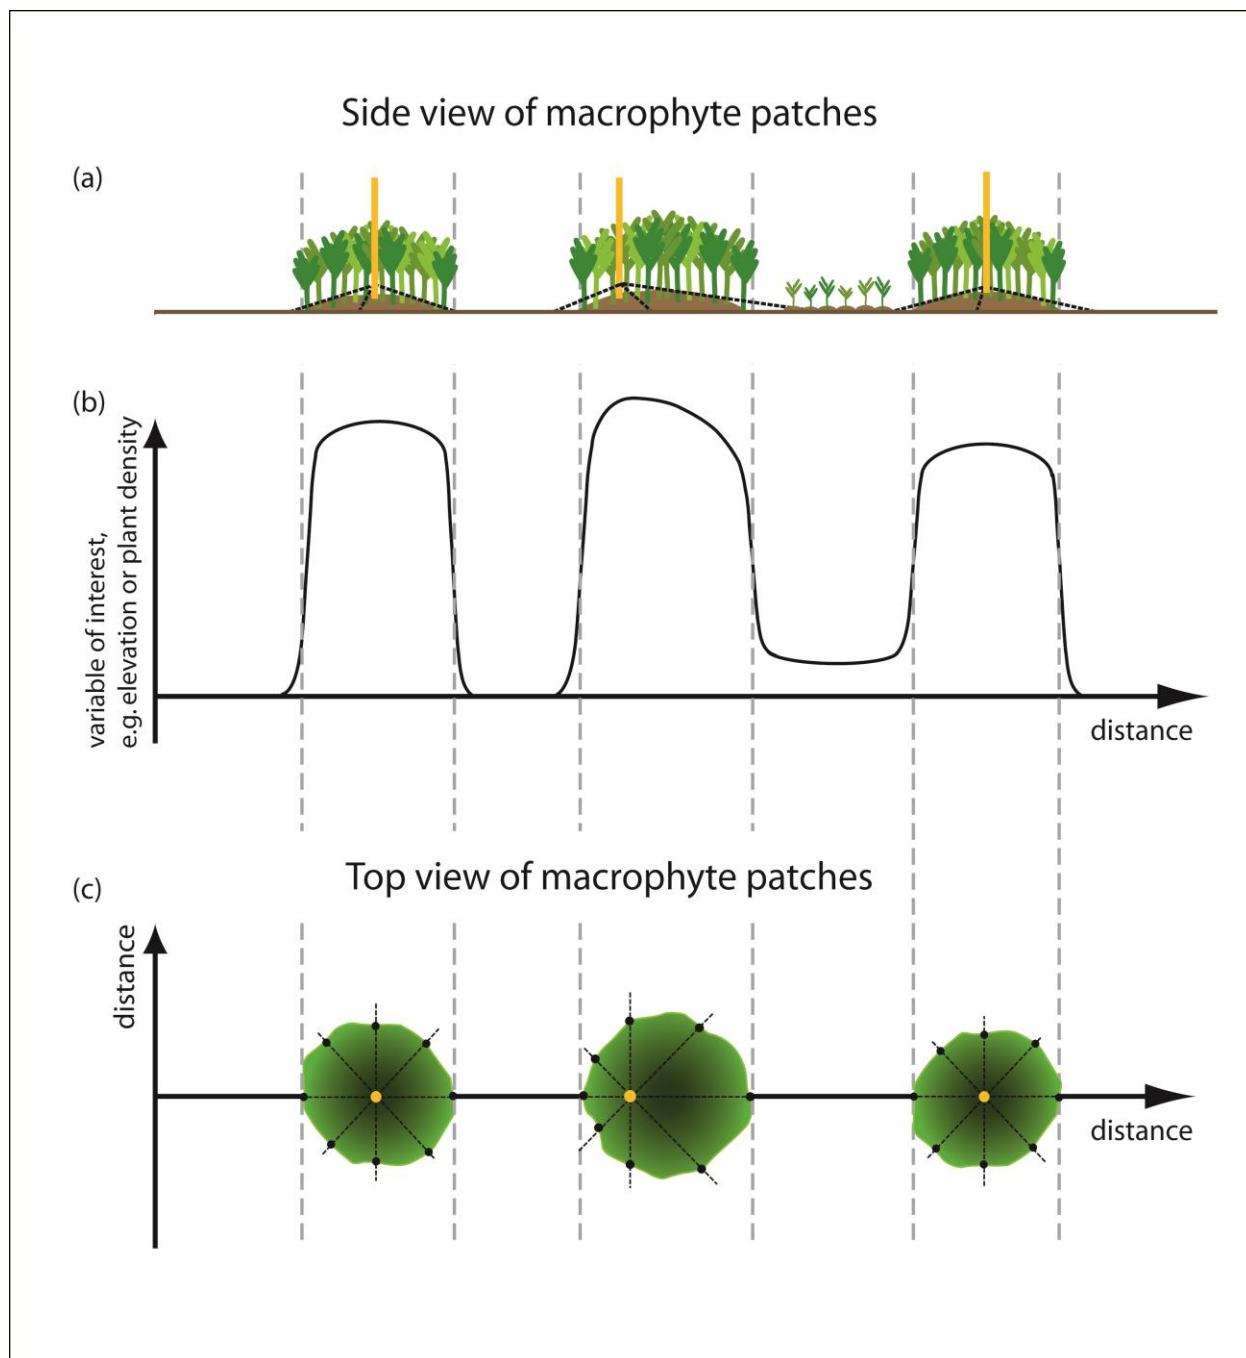 Side view of macrophyte patches
(a)
(b)
variable of interest,
e.g. elevation or plant density
distance
Top view of macrophyte patches
(c)
distance
distance